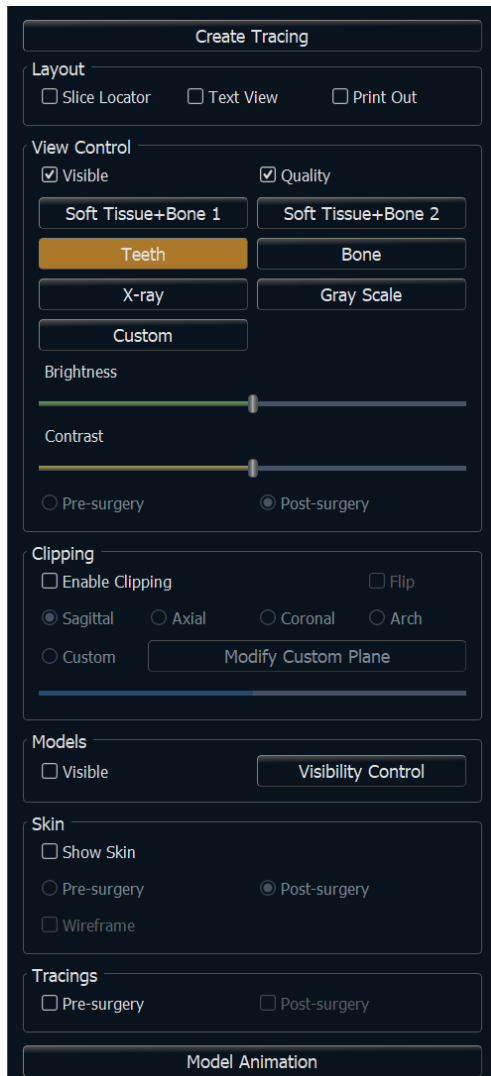 Create Tracing
Layout
Slice Locator Text View Print Out
View Control
Visible Quality
Soft Tissue+Bone 1 Soft Tissue+Bone 2
Teeth Bone
X-ray Gray Scale
Custom
Brightness
Contrast
Pre-surgery Post-surgery
Clipping
Enable Clipping Flip
Sagittal Axial Coronal Arch
Custom Modify Custom Plane
Models
Visible Visibility Control
Skin
Show Skin
Pre-surgery Post-surgery
Wireframe
Tracings
Pre-surgery Post-surgery
Model Animation